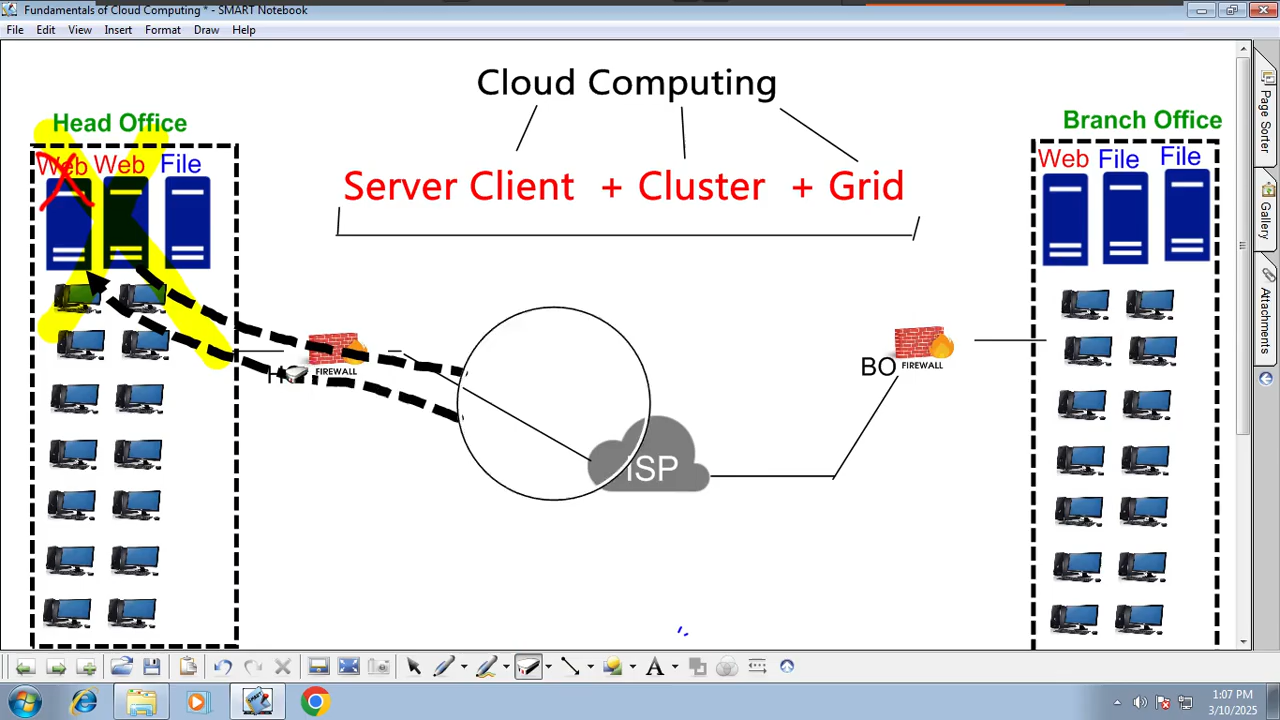 Fundamentals of Cloud Computing * - SMART Notebook
File Edit View Insert Format Draw Help
Cloud Computing
Head Office
Branch Office
Web Web File
Web File File
Server Client + Cluster + Grid
FIREWALL
BO FIREWALL
ISP
Page Sorter
Gallery
Attachments
A
1:07 PM
3/10/2025